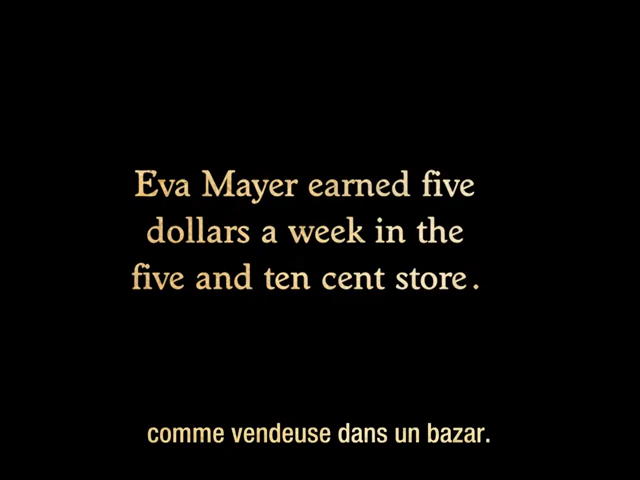 Eva Mayer earned five
dollars a week in the
five and ten cent store.
comme vendeuse dans un bazar.